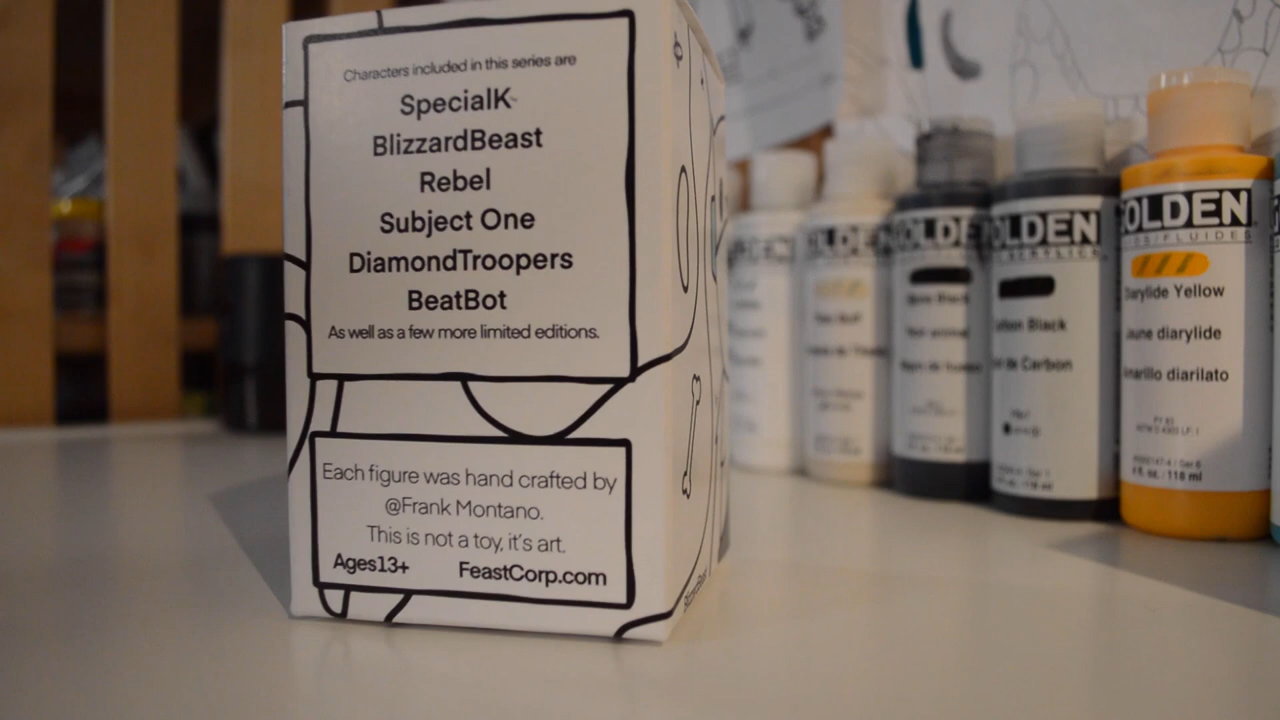 Characters included in this series are
SpecialK
BlizzardBeast
Rebel
Subject One
DiamondTroopers
BeatBot
As well as a few more limited editions.
Each figure was hand crafted by
@Frank Montano.
This is not a toy, it's art.
Ages13+
FeastCorp.com
GOLDEN
GOLDEN
Carbon Black
de Carbon
GOLDEN
Diarylide Yellow
Jaune diarylide
Amarillo diarilato